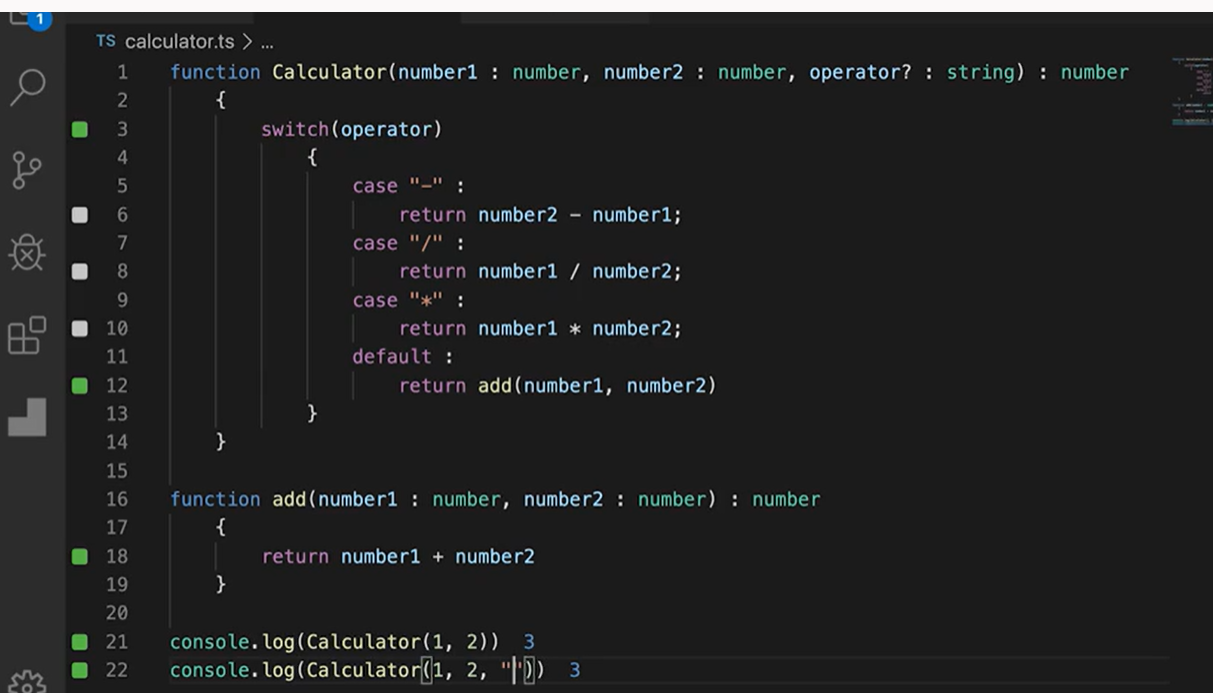 1
TS calculator.ts > ...
1 function Calculator(number1 : number, number2 : number, operator? : string) : number
2 {
3 switch(operator)
4 {
5 case "-" :
6 return number2 - number1;
7 case "/" :
8 return number1 / number2;
9 case "*" :
10 return number1 * number2;
11 default :
12 return add(number1, number2)
13 }
14 }
15
16 function add(number1 : number, number2 : number) : number
17 {
18 return number1 + number2
19 }
20
21 console.log(Calculator(1, 2)) 3
22 console.log(Calculator(1, 2, "")) 3